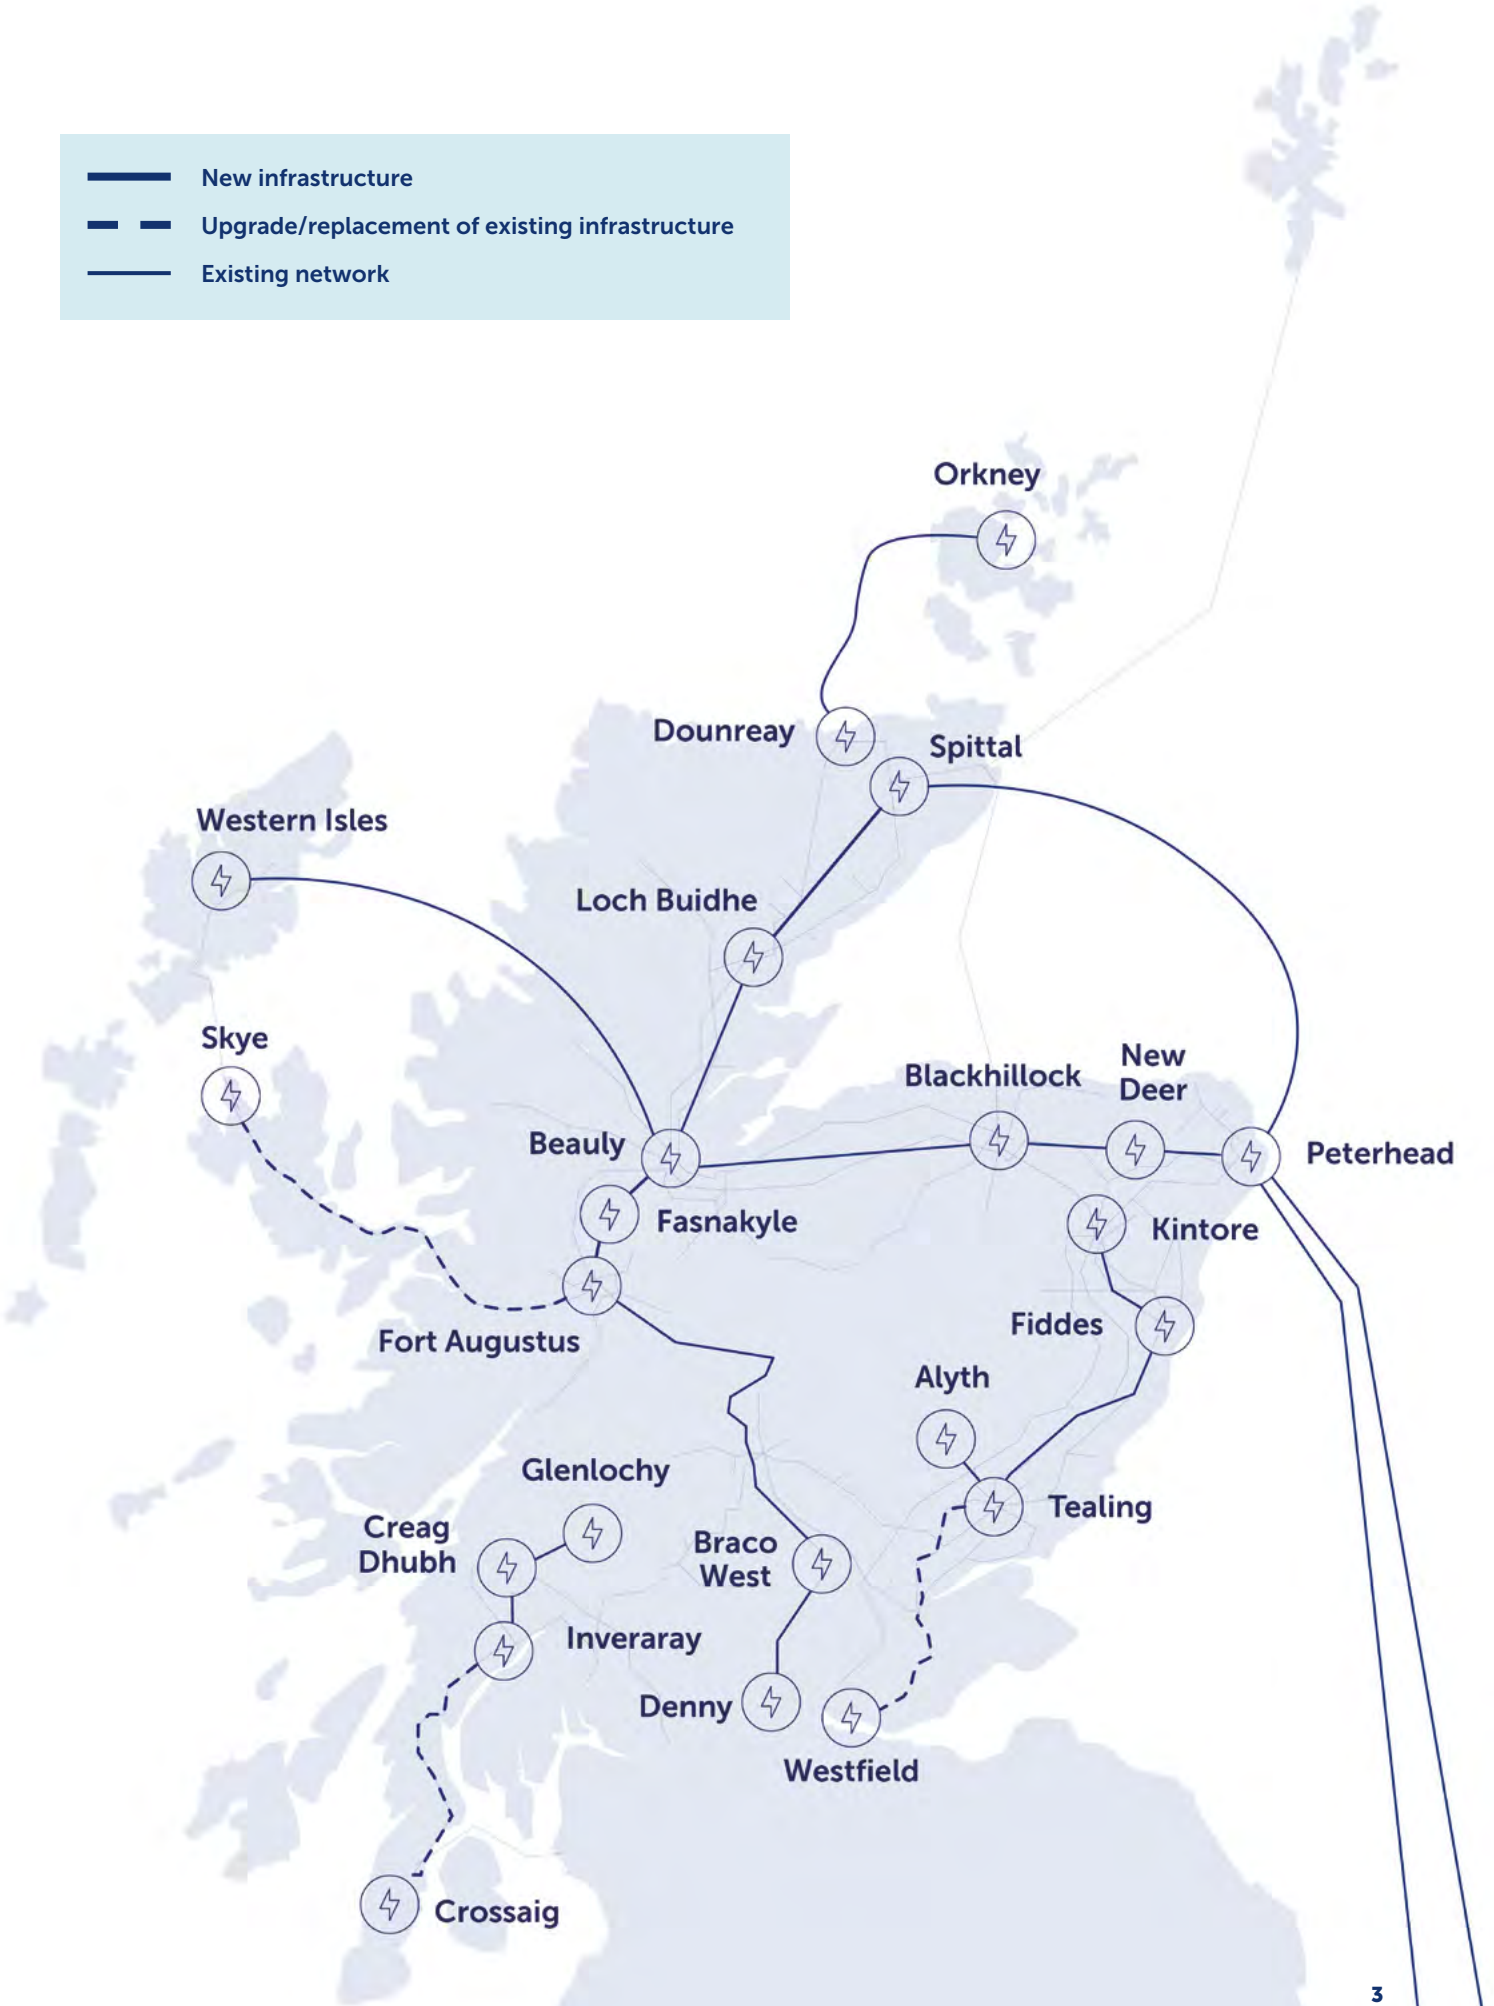 New infrastructure
Upgrade/replacement of existing infrastructure
Existing network
Orkney
Dounreay
Spittal
Western Isles
Loch Buidhe
Skye
Blackhillock
New
Deer
Beauly
Peterhead
Fasnakyle
Kintore
Fort Augustus
Fiddes
Alyth
Glenlochy
Tealing
Creag
Dhubh
Braco
West
Inveraray
Denny
Westfield
Crossaig
3